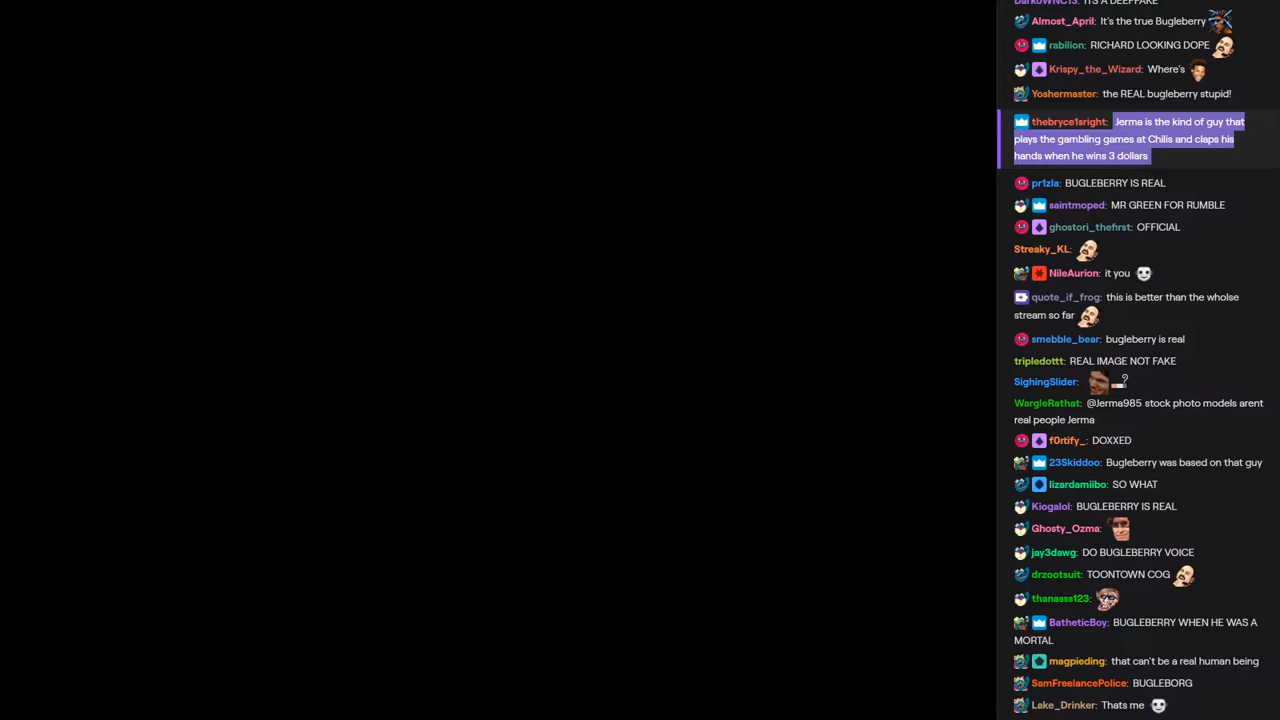 DarkoWNC13: ITS A DEEPFAKE
Almost_April: It's the true Bugleberry
rabilion: RICHARD LOOKING DOPE
Krispy_the_Wizard: Where's
Yoshermaster: the REAL bugleberry stupid!
thebryce1sright: Jerma is the kind of guy that
plays the gambling games at Chilis and claps his
hands when he wins 3 dollars
pr1zla: BUGLEBERRY IS REAL
saintmoped: MR GREEN FOR RUMBLE
ghostori_thefirst: OFFICIAL
Streaky_KL:
NileAurion: it you
quote_if_frog: this is better than the wholse
stream so far
smebble_bear: bugleberry is real
tripledottt: REAL IMAGE NOT FAKE
SighingSlider:
WargleRathat: @Jerma985 stock photo models arent
real people Jerma
f0rtify_: DOXXED
23Skiddoo: Bugleberry was based on that guy
lizardamiibo: SO WHAT
Kiogalol: BUGLEBERRY IS REAL
Ghosty_Ozma:
jay3dawg: DO BUGLEBERRY VOICE
drzootsuit: TOONTOWN COG
thanasss123:
BatheticBoy: BUGLEBERRY WHEN HE WAS A
MORTAL
magpieding: that can't be a real human being
SamFreelancePolice: BUGLEBORG
Lake_Drinker: Thats me